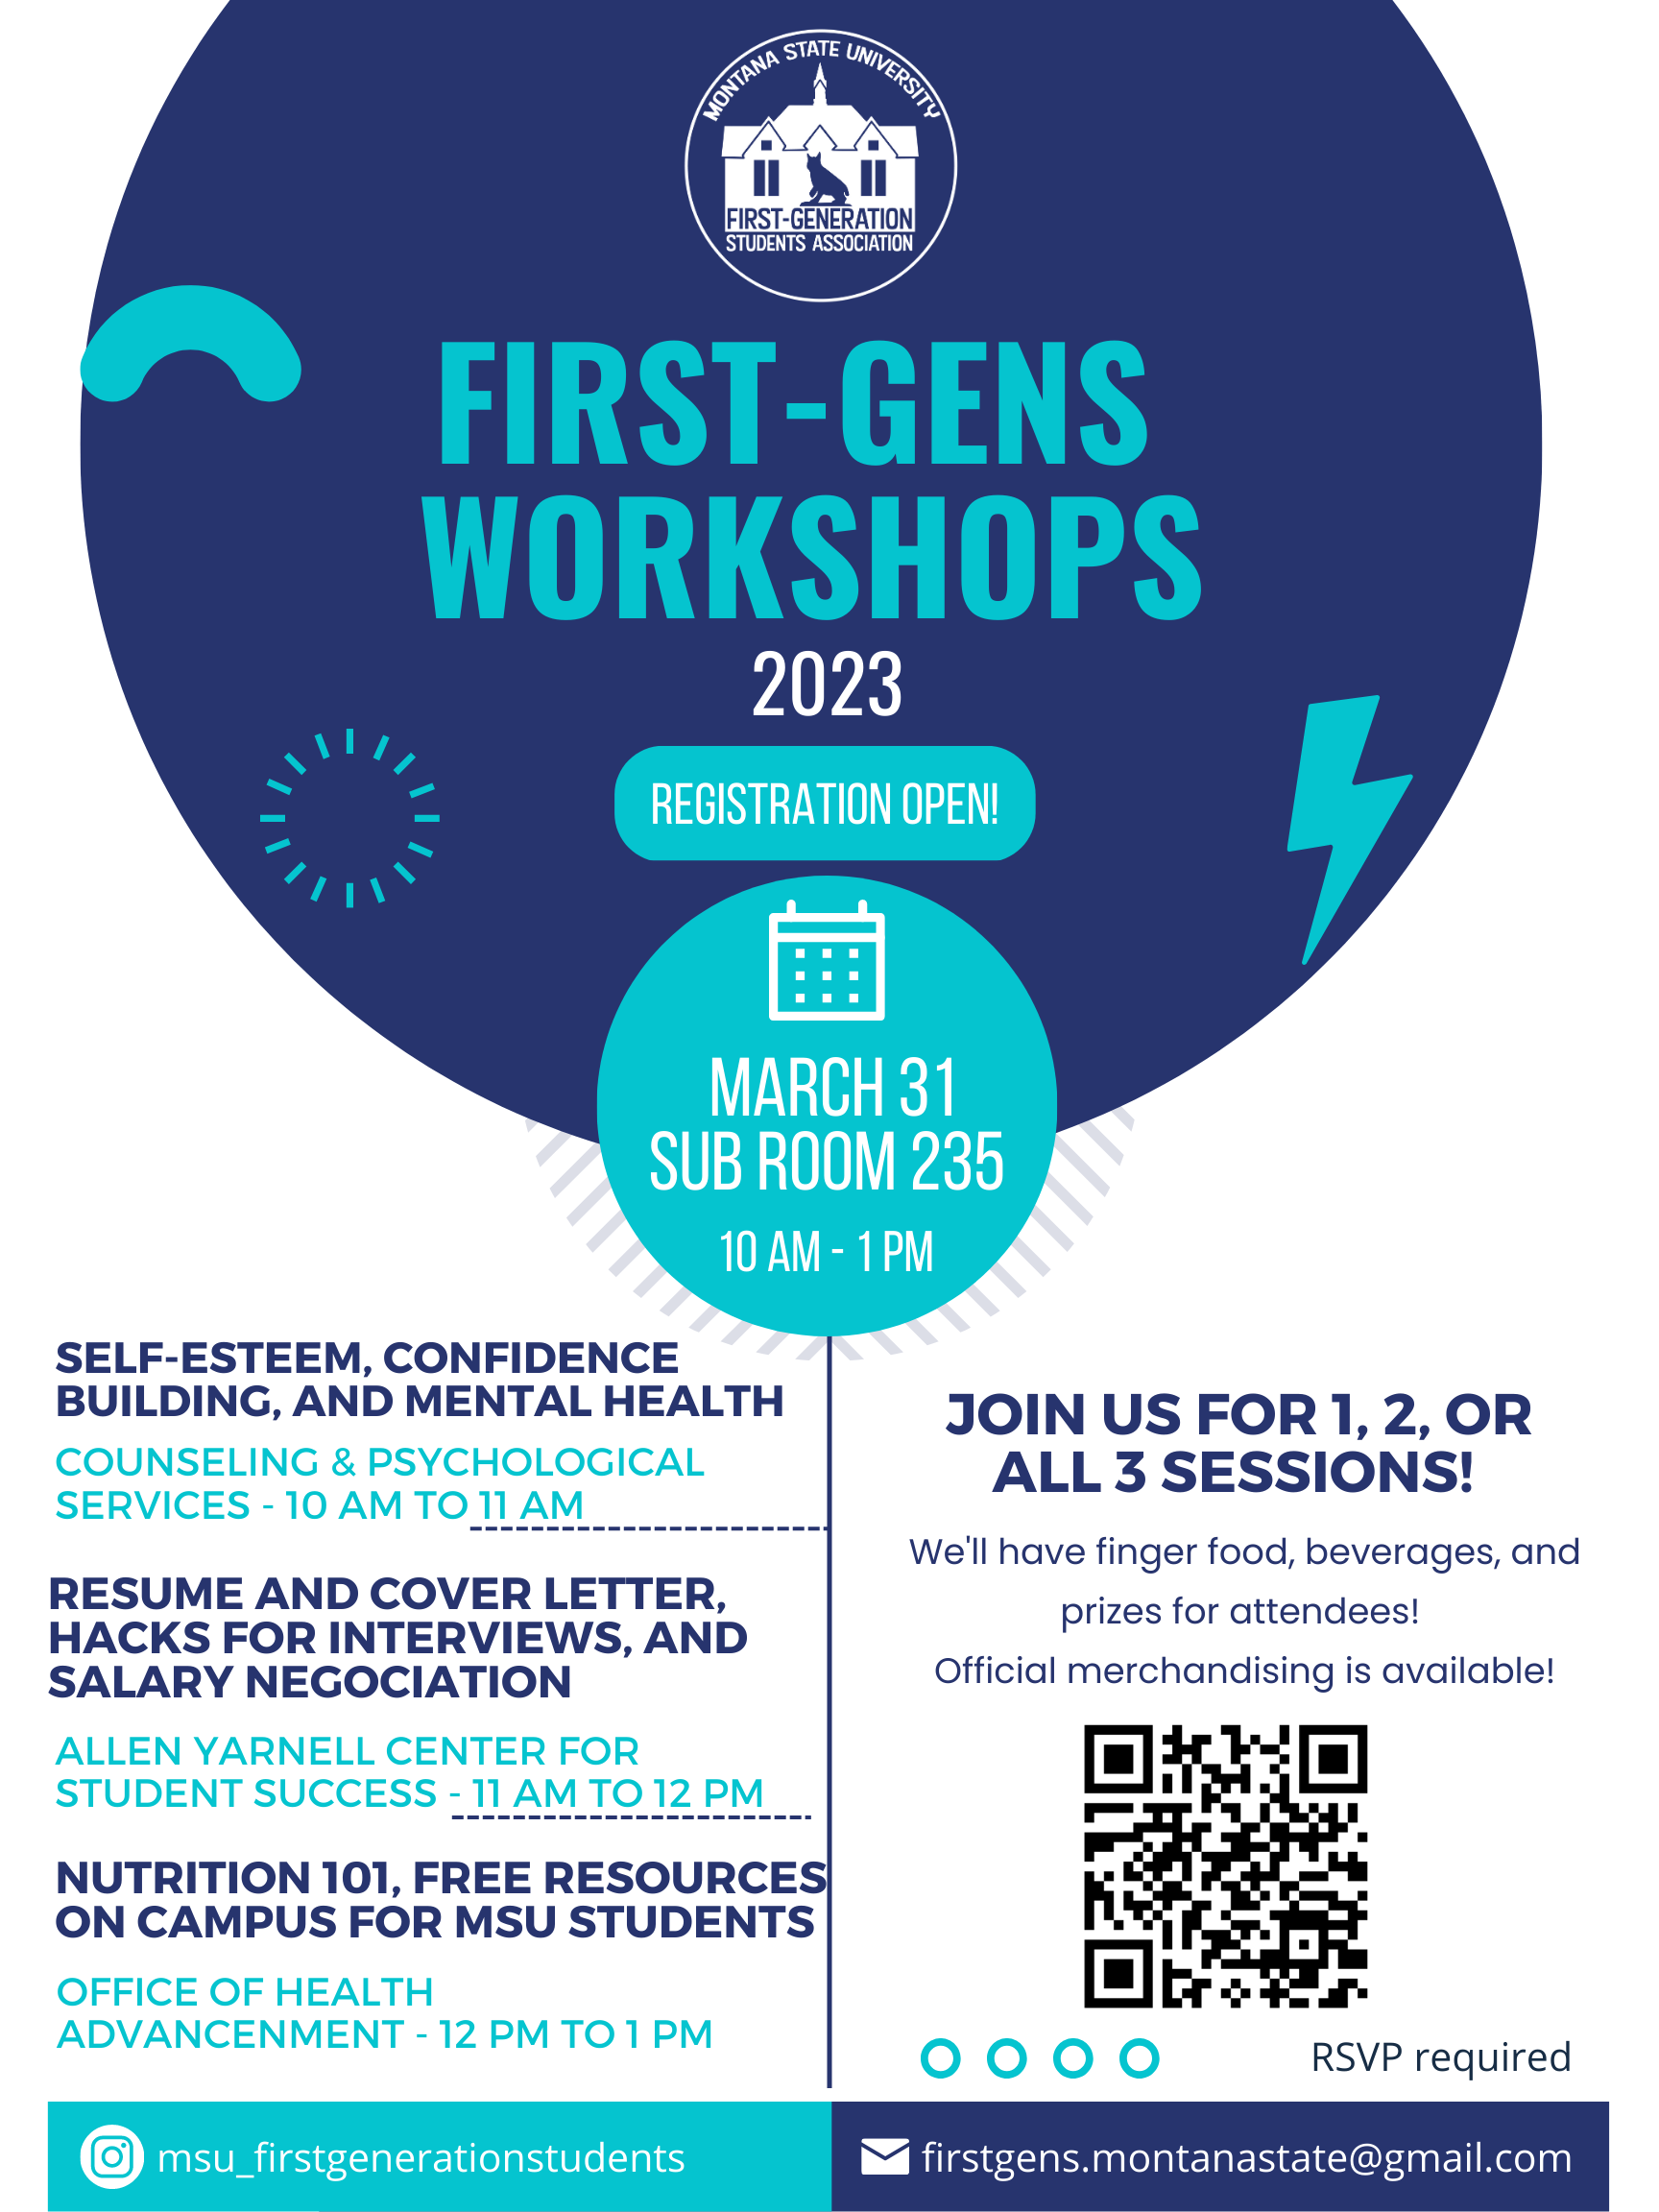 MONTANA STATE UNIVERSITY
FIRST-GENERATION
STUDENTS ASSOCIATION
FIRST-GENS
WORKSHOPS
2023
REGISTRATION OPEN!
MARCH 31
SUB ROOM 235
10 AM - 1 PM
SELF-ESTEEM, CONFIDENCE
BUILDING, AND MENTAL HEALTH
COUNSELING & PSYCHOLOGICAL
SERVICES - 10 AM TO 11 AM
RESUME AND COVER LETTER,
HACKS FOR INTERVIEWS, AND
SALARY NEGOCIATION
ALLEN YARNELL CENTER FOR
STUDENT SUCCESS - 11 AM TO 12 PM
NUTRITION 101, FREE RESOURCES
ON CAMPUS FOR MSU STUDENTS
OFFICE OF HEALTH
ADVANCENMENT - 12 PM TO 1 PM
JOIN US FOR 1, 2, OR
ALL 3 SESSIONS!
We'll have finger food, beverages, and
prizes for attendees!
Official merchandising is available!
RSVP required
msu_firstgenerationstudents
firstgens.montanastate@gmail.com